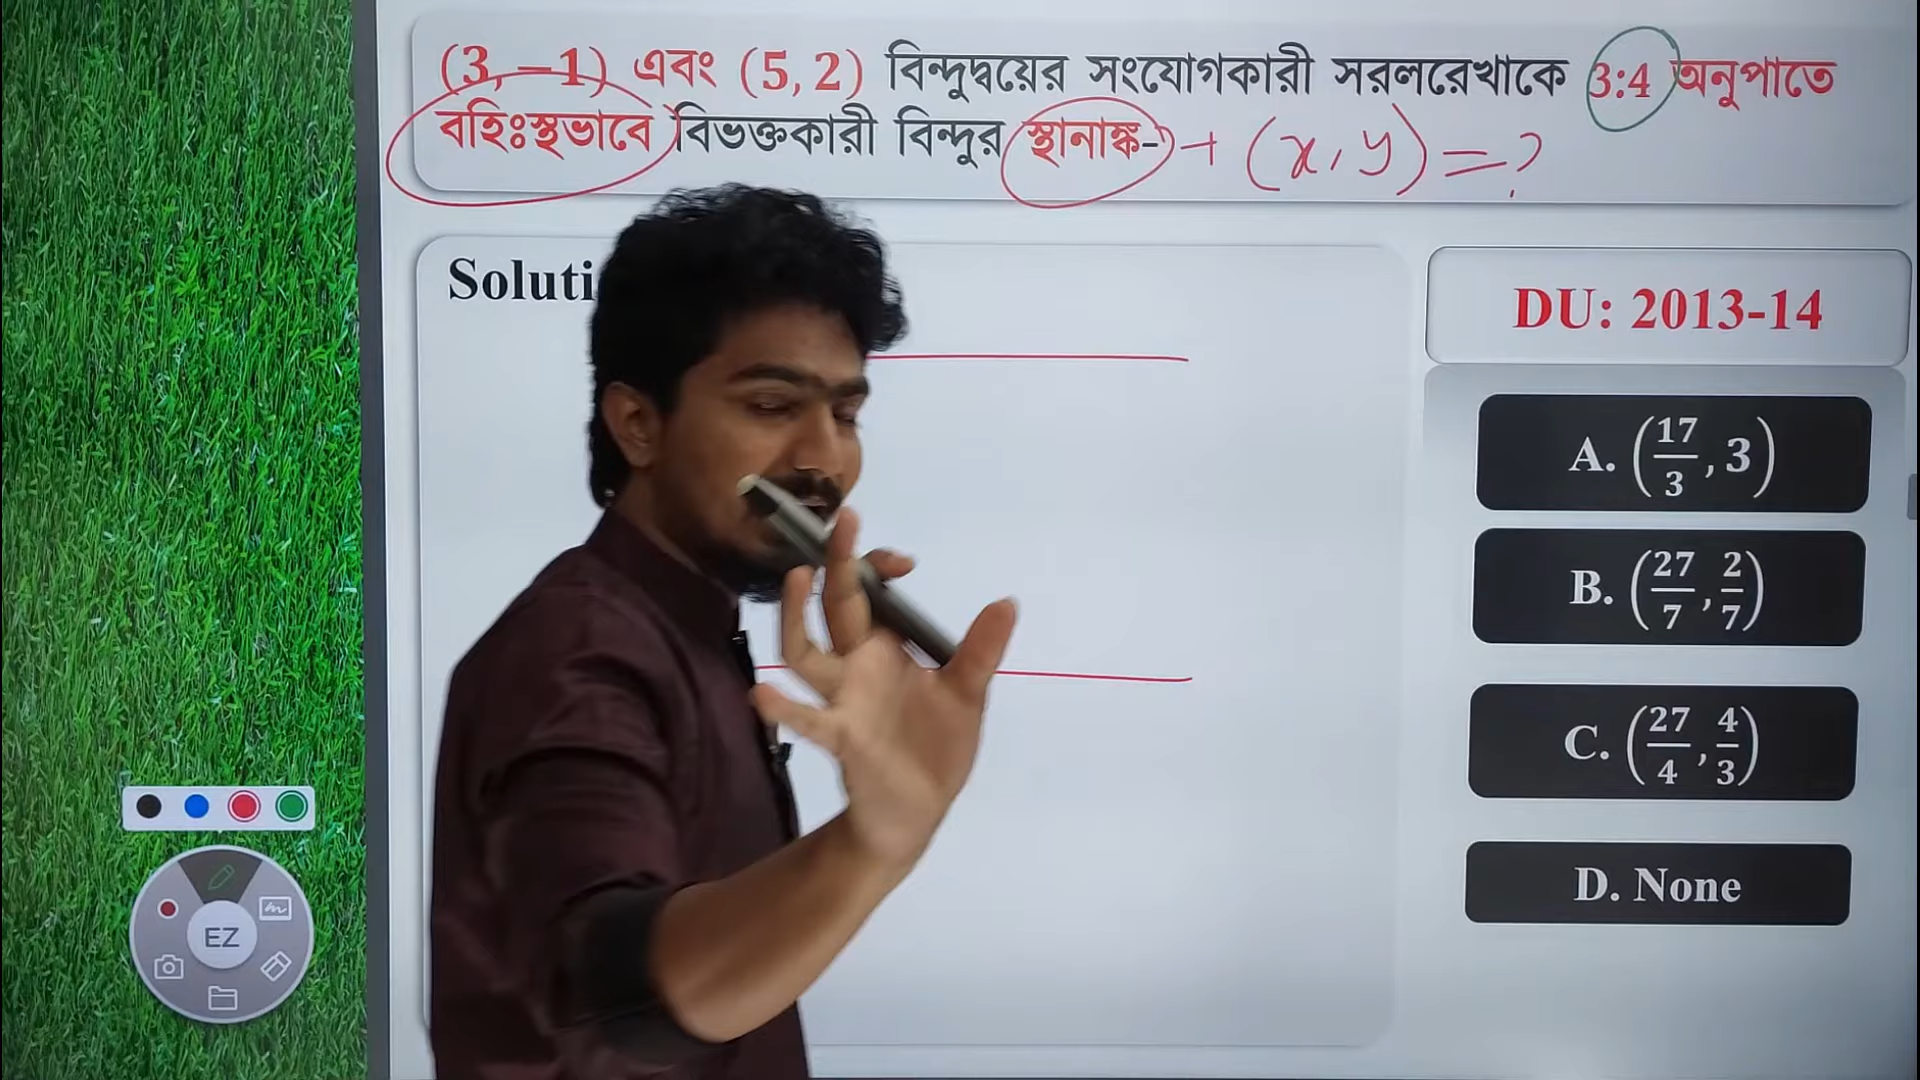 (3, −1) এবং (5, 2) বিন্দুদ্বয়ের সংযোগকারী সরলরেখাকে 3:4 অনুপাতে
বহিঃস্থভাবে বিভক্তকারী বিন্দুর স্থানাঙ্ক- → (x, y) = ?
Soluti
DU: 2013-14
A. (17/3, 3)
B. (27/7, 2/7)
C. (27/4, 4/3)
D. None
EZ